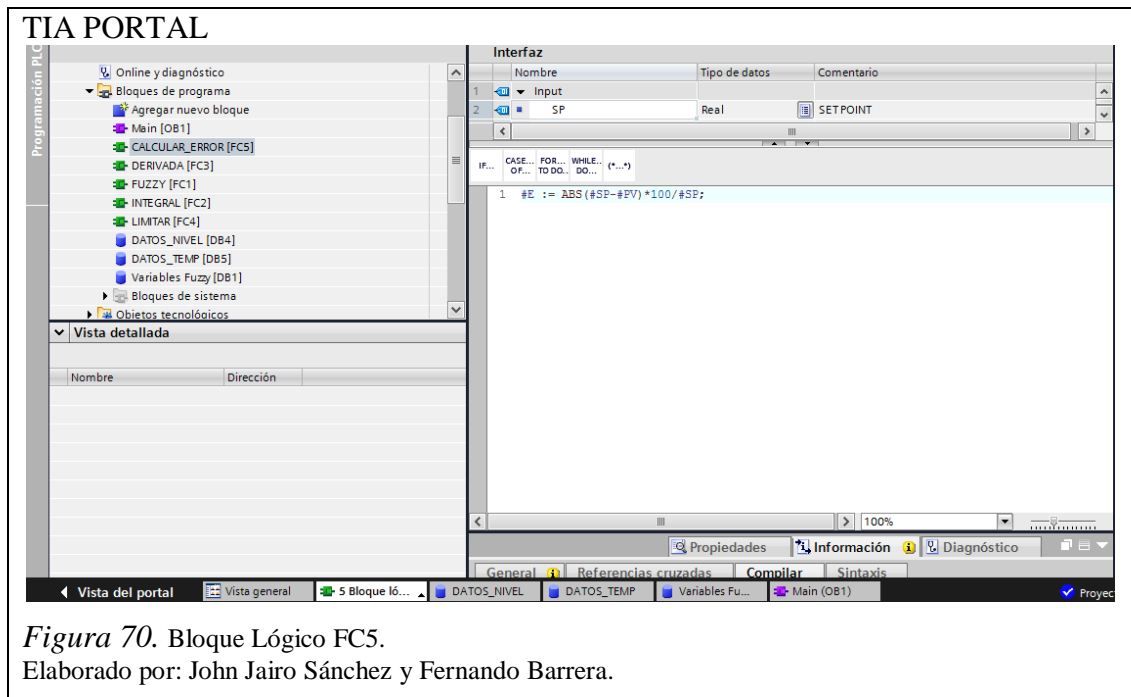 TIA PORTAL
Programación PLC
Online y diagnóstico
Bloques de programa
Agregar nuevo bloque
Main [OB1]
CALCULAR_ERROR [FC5]
DERIVADA [FC3]
FUZZY [FC1]
INTEGRAL [FC2]
LIMITAR [FC4]
DATOS_NIVEL [DB4]
DATOS_TEMP [DB5]
Variables Fuzzy [DB1]
Bloques de sistema
Objetos tecnológicos
Vista detallada
Nombre Dirección
Interfaz
Nombre Tipo de datos Comentario
1 Input
2 SP Real SETPOINT
IF... CASE... OF... FOR... TO DO.. WHILE.. DO... (*...*)
1 #E := ABS(#SP-#PV)*100/#SP;
100%
Propiedades Información Diagnóstico
General Referencias cruzadas Compilar Sintaxis
Vista del portal Vista general 5 Bloque ló... DATOS_NIVEL DATOS_TEMP Variables Fu... Main (OB1) Proyec
Figura 70. Bloque Lógico FC5.
Elaborado por: John Jairo Sánchez y Fernando Barrera.